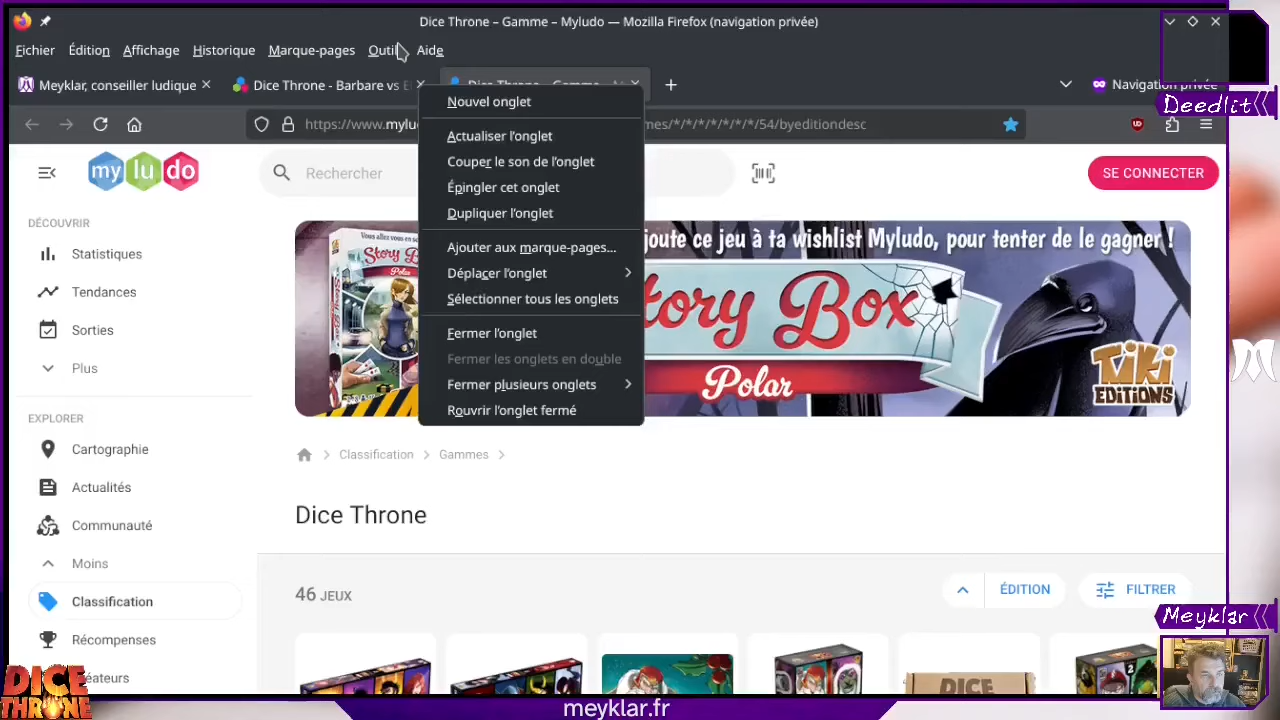 Dice Throne – Gamme – Myludo — Mozilla Firefox (navigation privée)
Fichier Édition Affichage Historique Marque-pages Outils Aide
Meyklar, conseiller ludique
Dice Throne - Barbare vs
Dice Throne – Gamme
Navigation privée
Deedlit
https://www.mylu
mes/*/*/*/*/*/*/54/byeditiondesc
Nouvel onglet
Actualiser l'onglet
Couper le son de l'onglet
Épingler cet onglet
Dupliquer l'onglet
Ajouter aux marque-pages...
Déplacer l'onglet
Sélectionner tous les onglets
Fermer l'onglet
Fermer les onglets en double
Fermer plusieurs onglets
Rouvrir l'onglet fermé
my lu do
Rechercher
SE CONNECTER
DÉCOUVRIR
Statistiques
Tendances
Sorties
Plus
EXPLORER
Cartographie
Actualités
Communauté
Moins
Classification
Récompenses
éateurs
joute ce jeu à ta wishlist Myludo, pour tenter de le gagner !
tory Box
Polar
TIKI
EDITIONS
Classification
Gammes
Dice Throne
46 JEUX
ÉDITION
FILTRER
DICE
Meyklar
DICE
THRONE
meyklar.fr